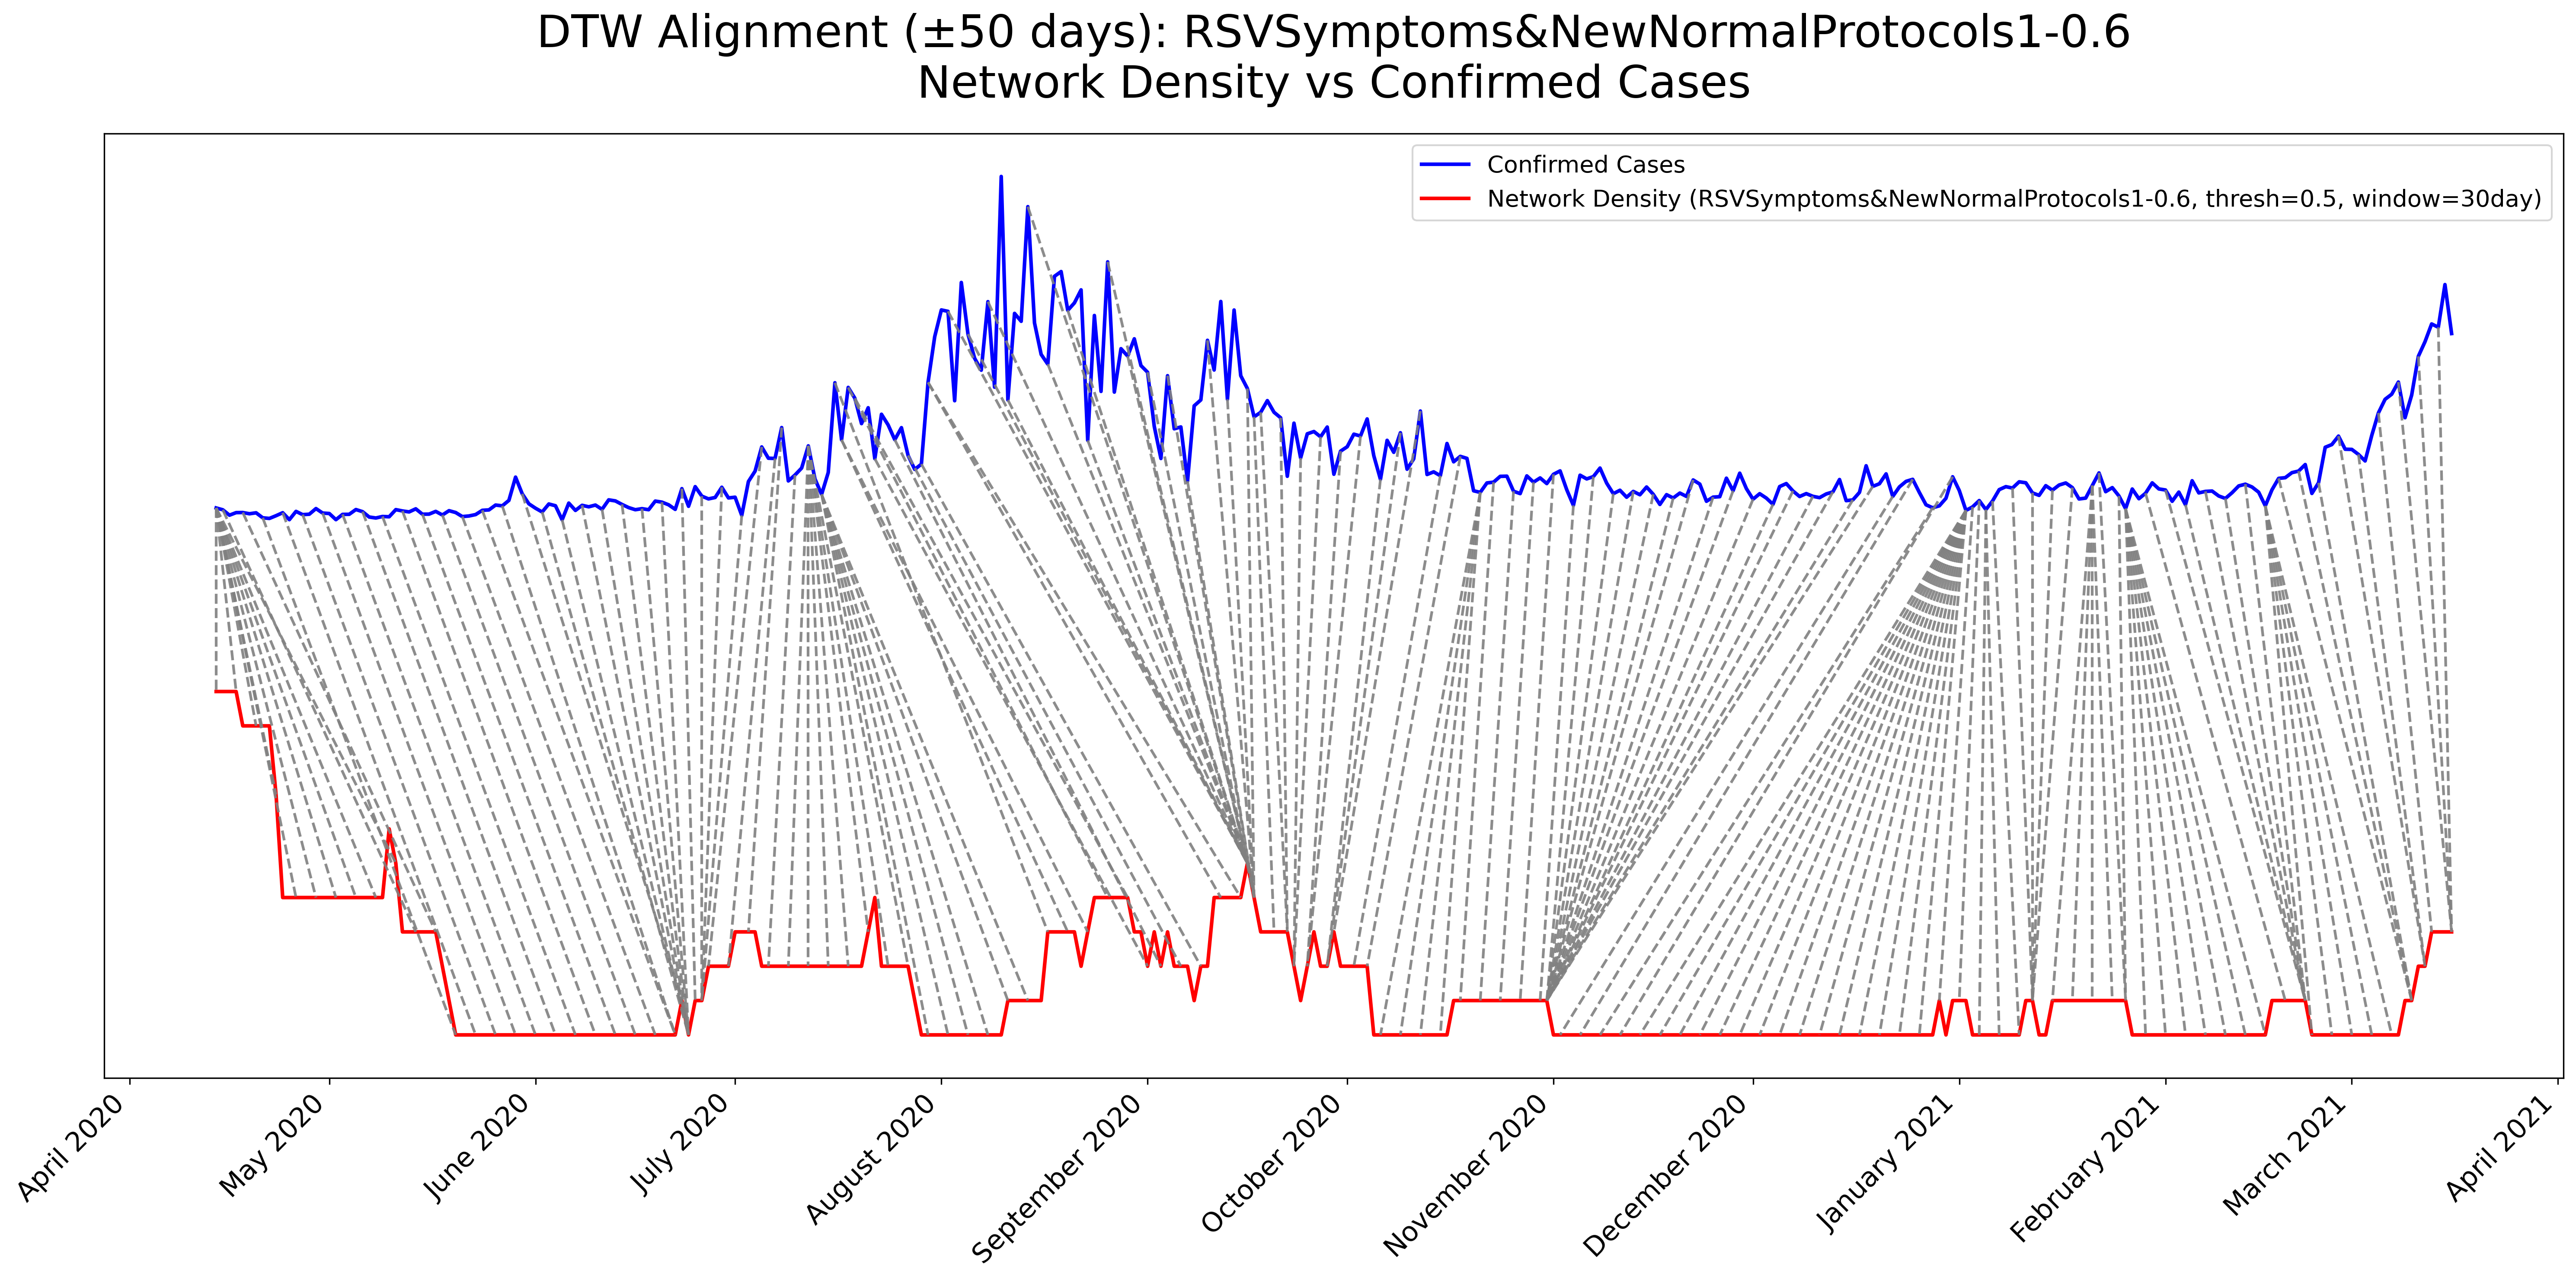 DTW Alignment (±50 days): RSVSymptoms&NewNormalProtocols1-0.6
Network Density vs Confirmed Cases
Confirmed Cases
Network Density (RSVSymptoms&NewNormalProtocols1-0.6, thresh=0.5, window=30day)
April 2020
May 2020
June 2020
July 2020
August 2020
September 2020
October 2020
November 2020
December 2020
January 2021
February 2021
March 2021
April 2021